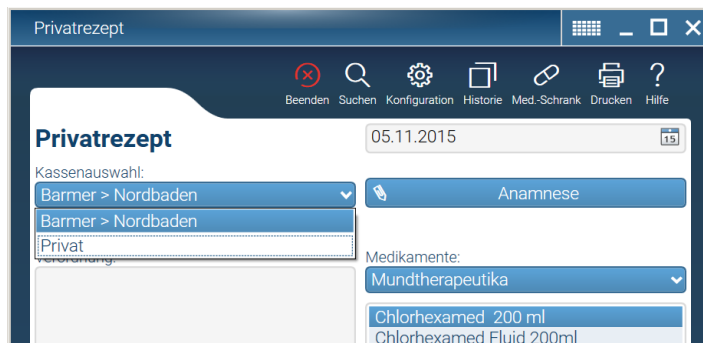 Privatrezept
Beenden Suchen Konfiguration Historie Med.-Schrank Drucken Hilfe
Privatrezept
05.11.2015
15
Kassenauswahl:
Barmer > Nordbaden
Anamnese
Barmer > Nordbaden
Privat
Verordnung:
Medikamente:
Mundtherapeutika
Chlorhexamed 200 ml
Chlorhexamed Fluid 200ml